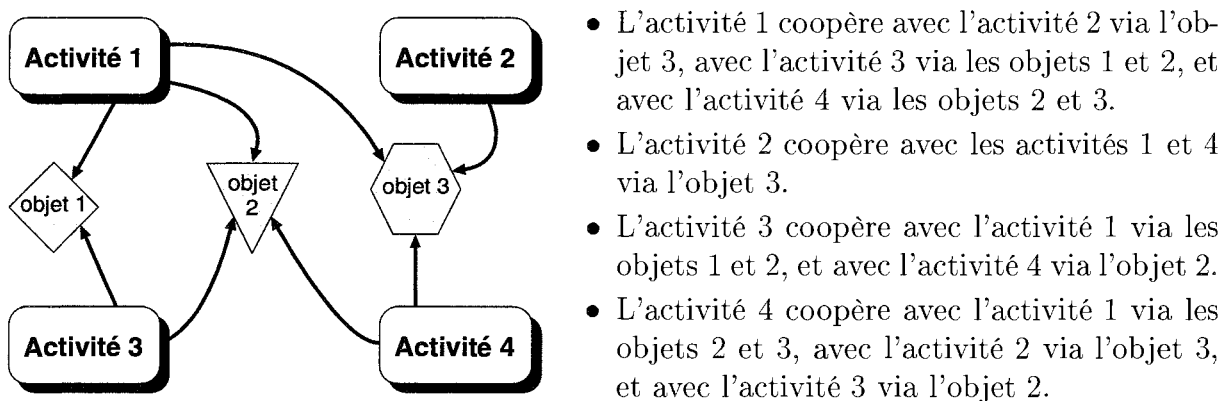 Activité 1
Activité 2
objet 1
objet
2
objet 3
Activité 3
Activité 4
• L'activité 1 coopère avec l'activité 2 via l'ob-
jet 3, avec l'activité 3 via les objets 1 et 2, et
avec l'activité 4 via les objets 2 et 3.
• L'activité 2 coopère avec les activités 1 et 4
via l'objet 3.
• L'activité 3 coopère avec l'activité 1 via les
objets 1 et 2, et avec l'activité 4 via l'objet 2.
• L'activité 4 coopère avec l'activité 1 via les
objets 2 et 3, avec l'activité 2 via l'objet 3,
et avec l'activité 3 via l'objet 2.